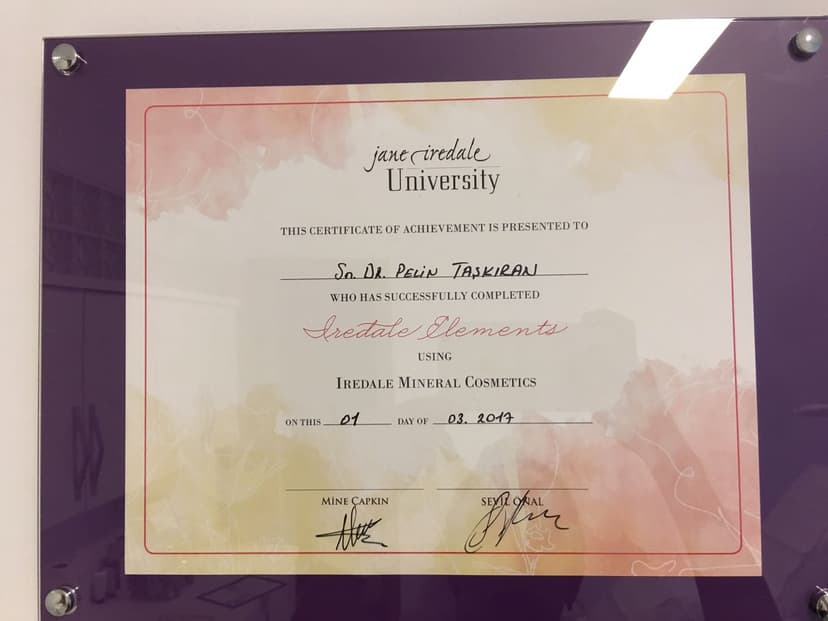 jane iredale
University
THIS CERTIFICATE OF ACHIEVEMENT IS PRESENTED TO
Sn. DR. PELİN TAŞKIRAN
WHO HAS SUCCESSFULLY COMPLETED
Iredale Elements
USING
IREDALE MINERAL COSMETICS
ON THIS 01 DAY OF 03. 2017
MİNE ÇAPKIN SEVİL ÖNAL